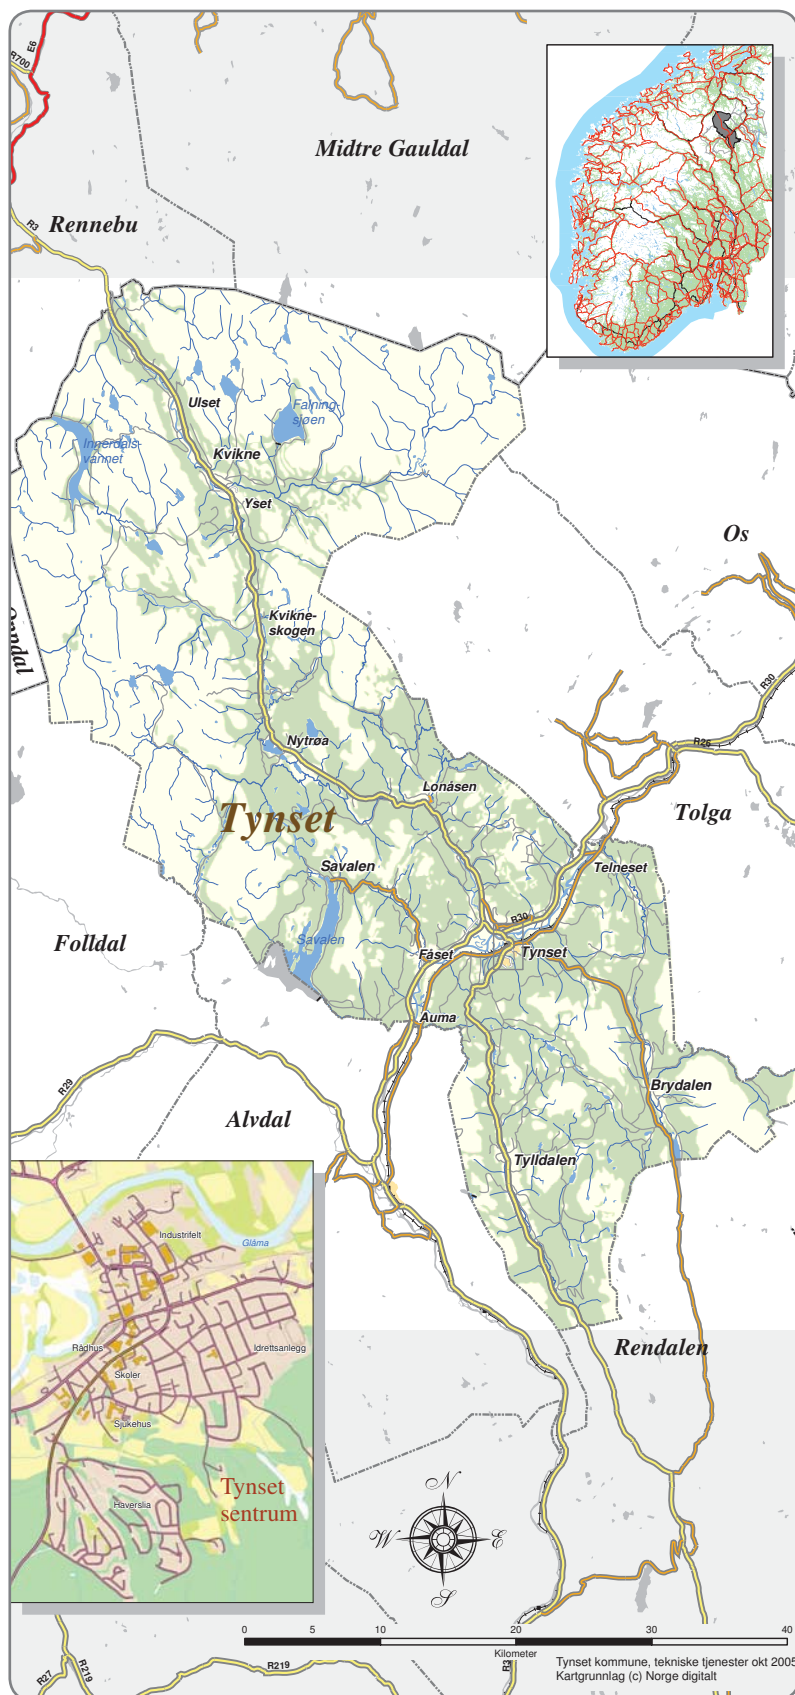 E6
R700
Midtre Gauldal
R3
Rennebu
Ulset
Falning-
sjøen
Innerdals-
vannet
Kvikne
Yset
Os
Kvikne-
skogen
Oppdal
R30
Nytrøa
R26
Lonåsen
Tynset
Tolga
Savalen
Telneset
R30
Folldal
Savalen
Fåset
Tynset
Auma
R29
Brydalen
Alvdal
Tylldalen
Industrifelt
Glåma
Rådhus
Idrettsanlegg
Skoler
Sjukehus
Rendalen
Tynset
sentrum
Haverslia
N
W
E
S
0 5 10 20 30 40
Kilometer
Tynset kommune, tekniske tjenester okt 2005
Kartgrunnlag (c) Norge digitalt
R27
R219
R219
R3